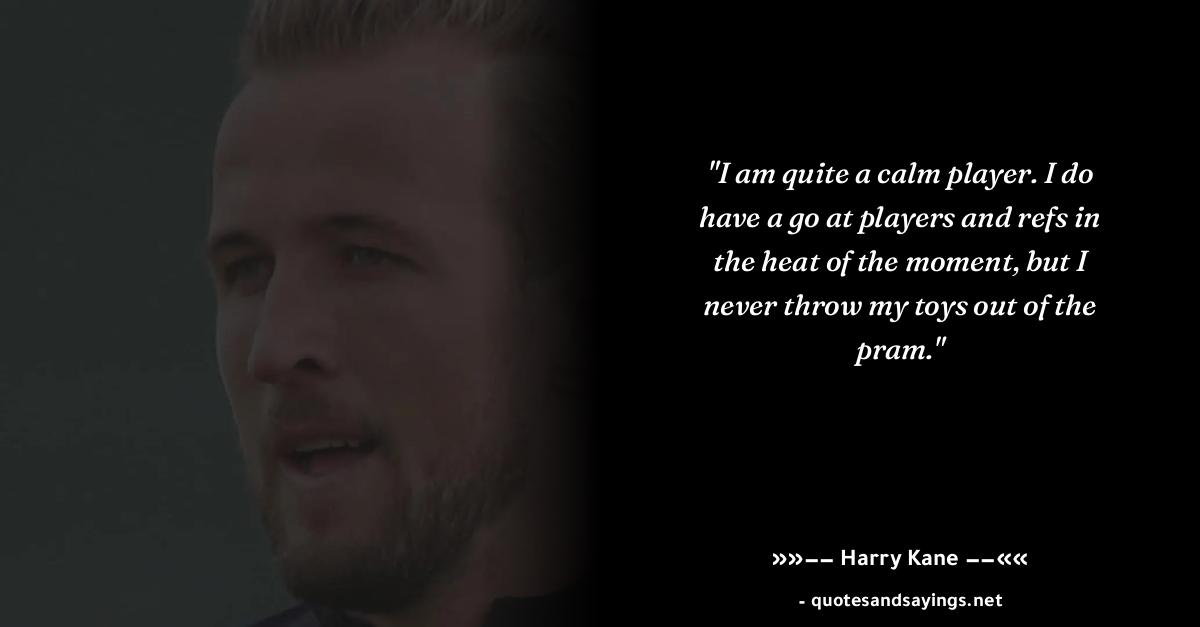 "I am quite a calm player. I do
have a go at players and refs in
the heat of the moment, but I
never throw my toys out of the
pram."
»»–– Harry Kane ––««
- quotesandsayings.net